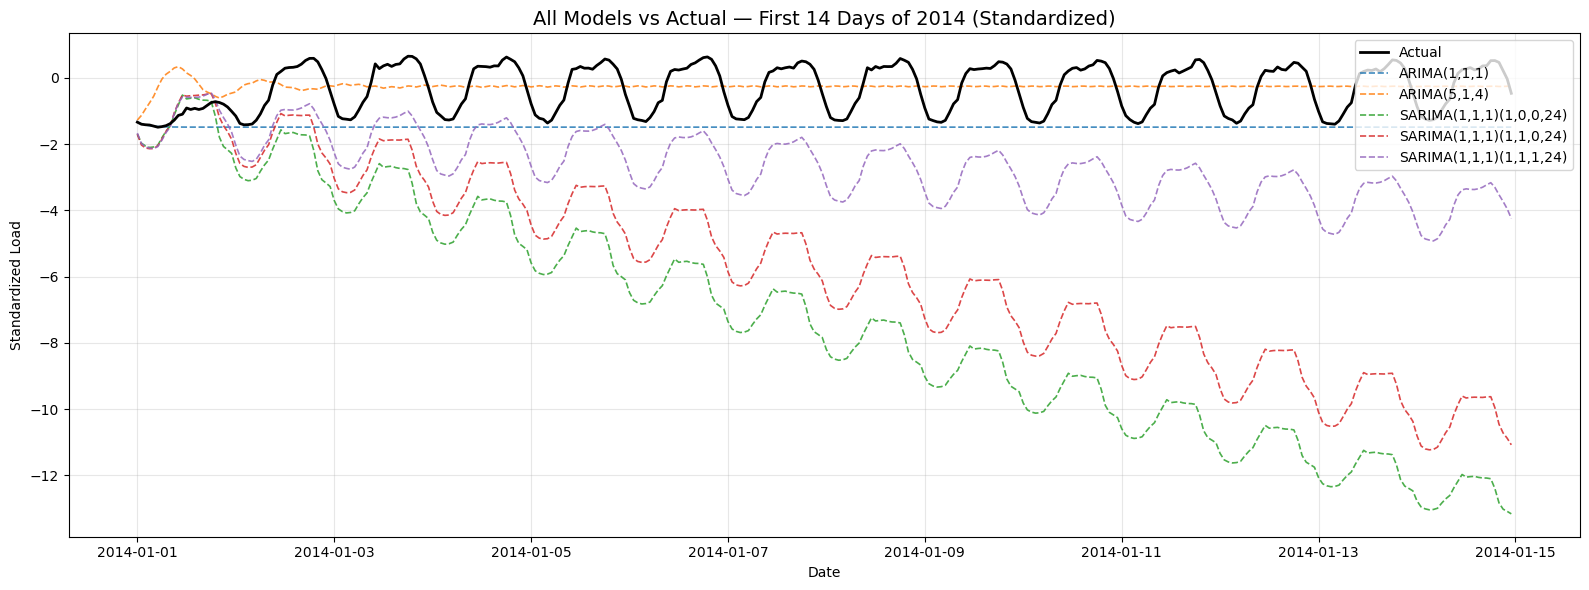 All Models vs Actual — First 14 Days of 2014 (Standardized)
Standardized Load
0
−2
−4
−6
−8
−10
−12
Actual
ARIMA(1,1,1)
ARIMA(5,1,4)
SARIMA(1,1,1)(1,0,0,24)
SARIMA(1,1,1)(1,1,0,24)
SARIMA(1,1,1)(1,1,1,24)
2014-01-01
2014-01-03
2014-01-05
2014-01-07
2014-01-09
2014-01-11
2014-01-13
2014-01-15
Date